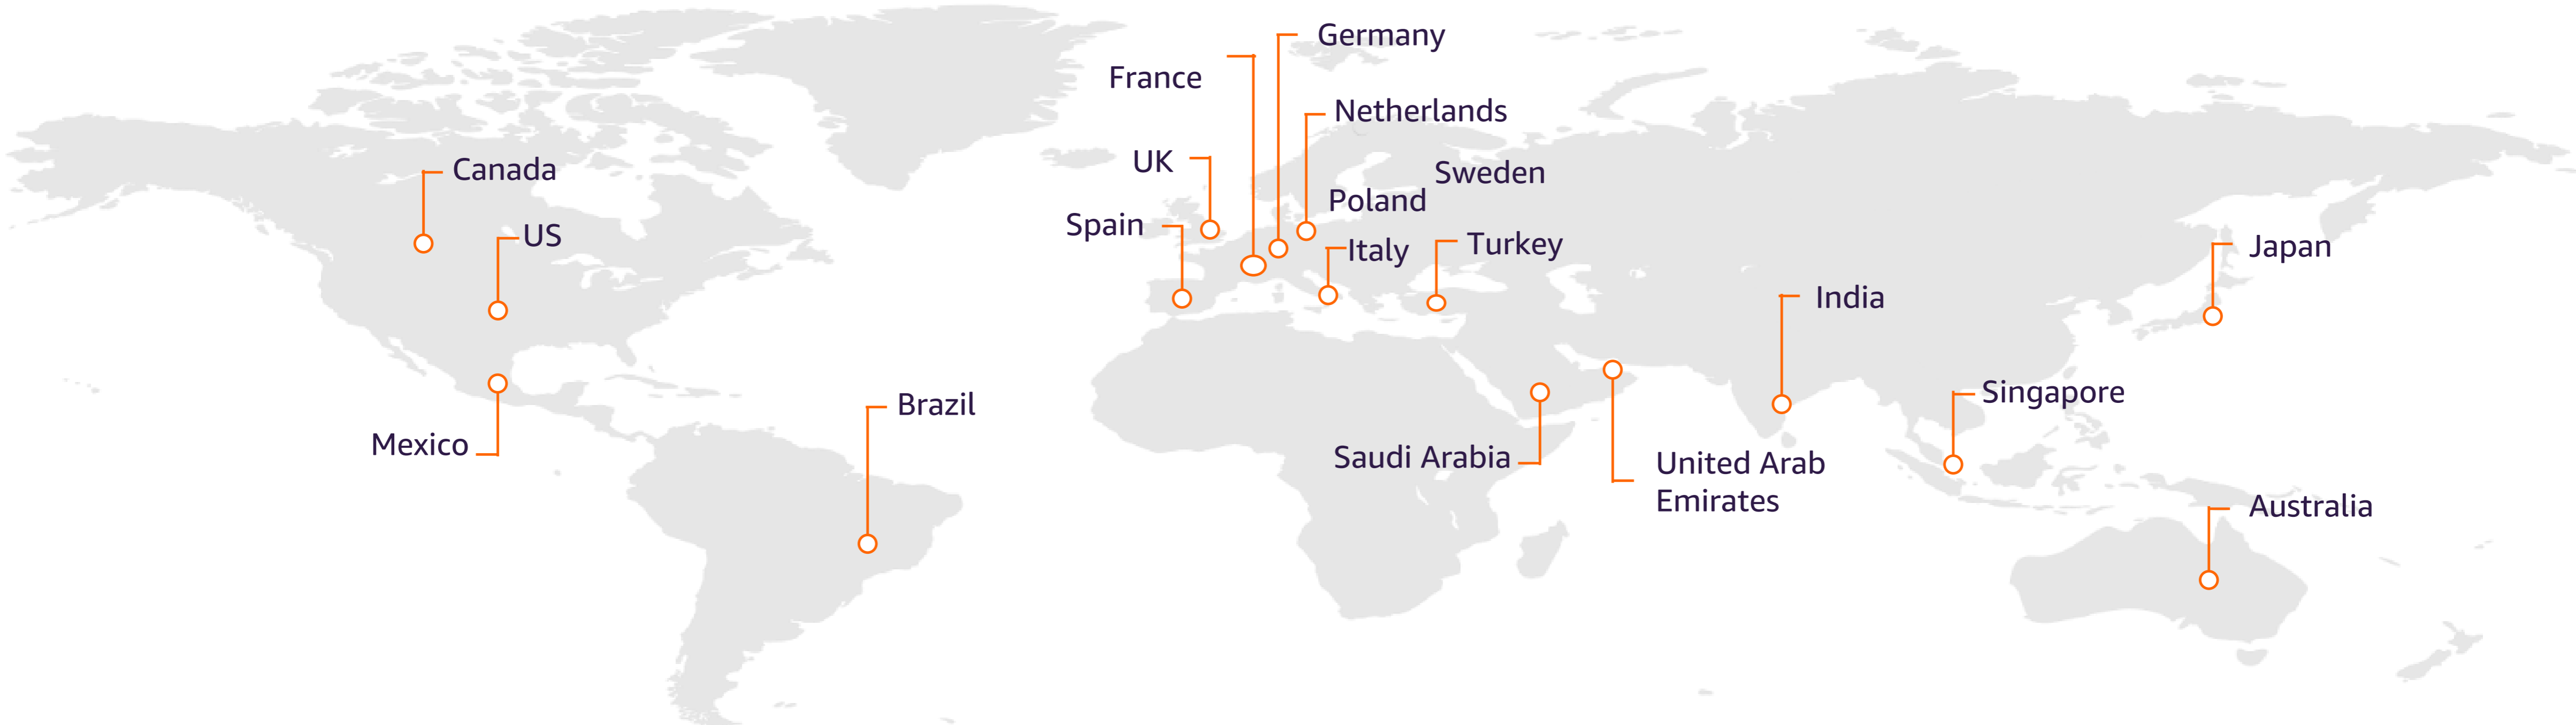 Germany
France
Netherlands
UK
Canada
Sweden
Poland
Spain
US
Italy
Turkey
Japan
India
Singapore
Brazil
Mexico
Saudi Arabia
United Arab
Emirates
Australia